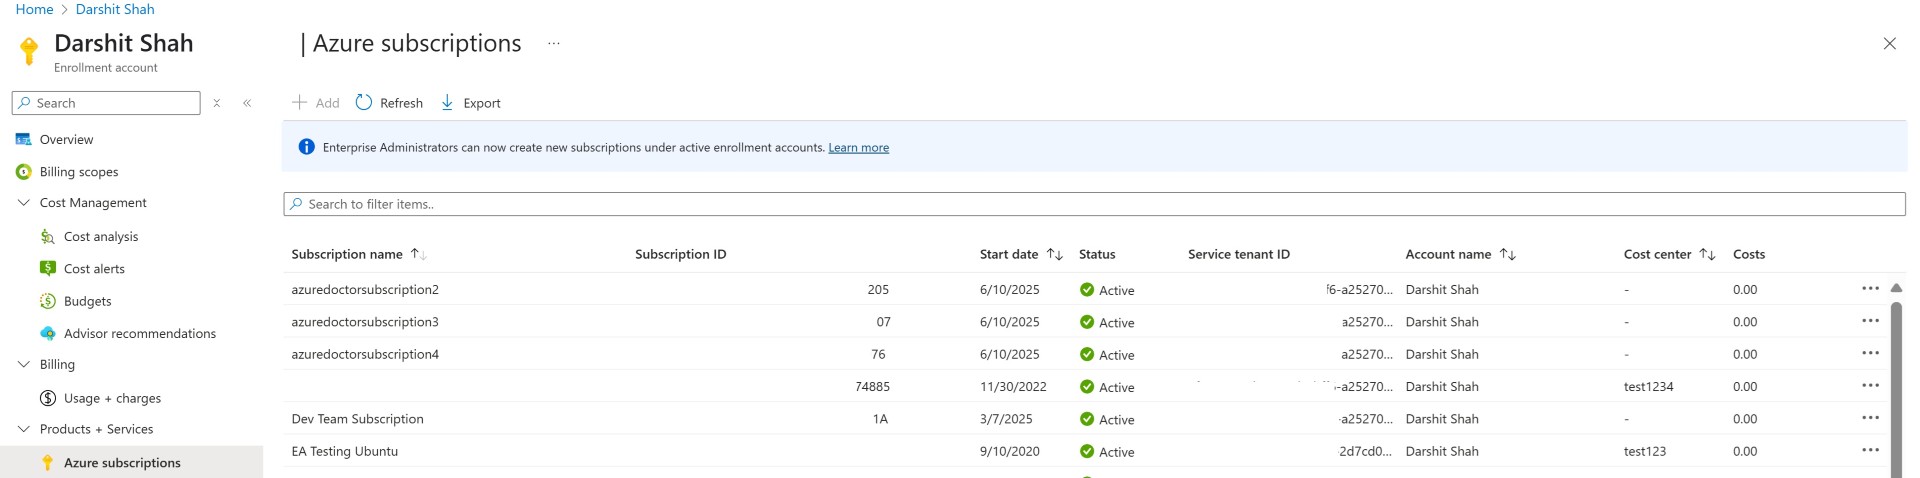 Home > Darshit Shah
Darshit Shah | Azure subscriptions ...
Enrollment account
Search
Overview
Billing scopes
Cost Management
Cost analysis
Cost alerts
Budgets
Advisor recommendations
Billing
Usage + charges
Products + Services
Azure subscriptions
Add Refresh Export
Enterprise Administrators can now create new subscriptions under active enrollment accounts. Learn more
Search to filter items..
Subscription name Subscription ID Start date Status Service tenant ID Account name Cost center Costs
azuredoctorsubscription2 205 6/10/2025 Active f6-a25270... Darshit Shah - 0.00 ...
azuredoctorsubscription3 07 6/10/2025 Active a25270... Darshit Shah - 0.00 ...
azuredoctorsubscription4 76 6/10/2025 Active a25270... Darshit Shah - 0.00 ...
74885 11/30/2022 Active -a25270... Darshit Shah test1234 0.00 ...
Dev Team Subscription 1A 3/7/2025 Active -a25270... Darshit Shah - 0.00 ...
EA Testing Ubuntu 9/10/2020 Active -2d7cd0... Darshit Shah test123 0.00 ...